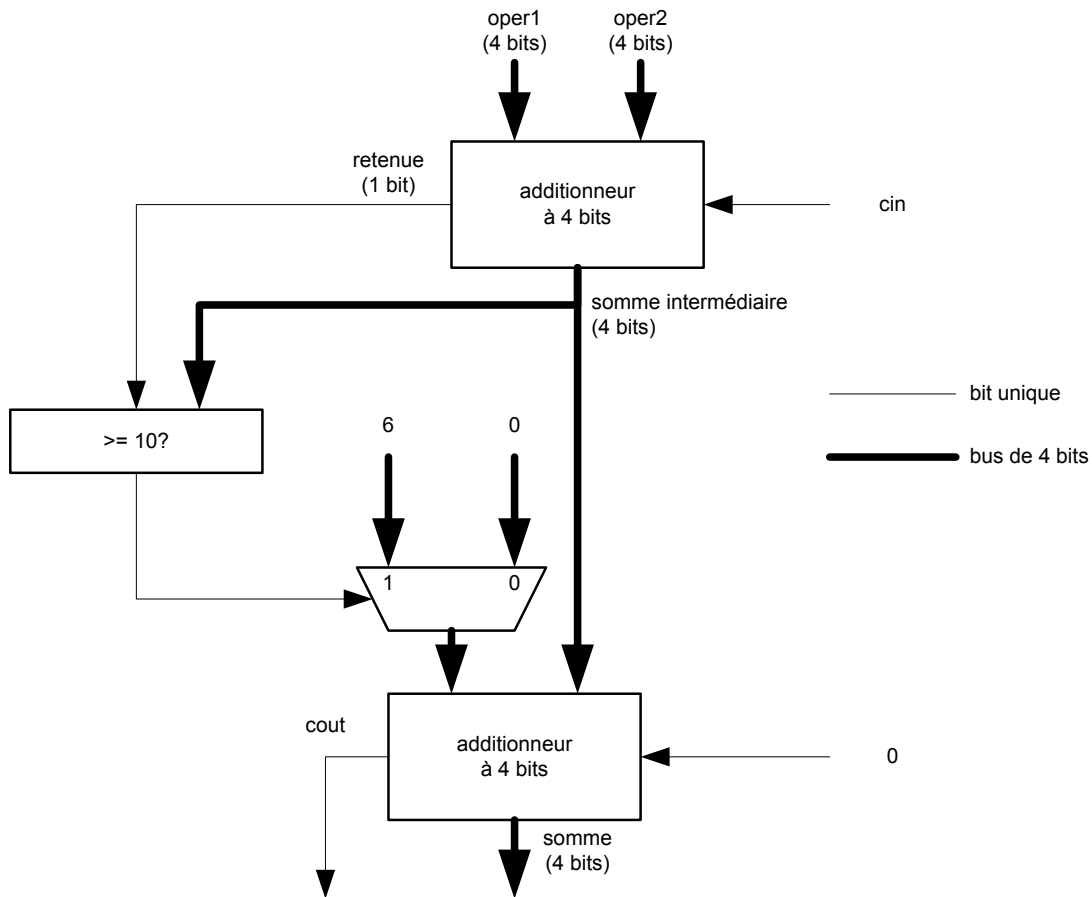 oper1
(4 bits)
oper2
(4 bits)
retenue
(1 bit)
additionneur
à 4 bits
cin
somme intermédiaire
(4 bits)
bit unique
>= 10?
6
0
bus de 4 bits
1
0
cout
additionneur
à 4 bits
0
somme
(4 bits)